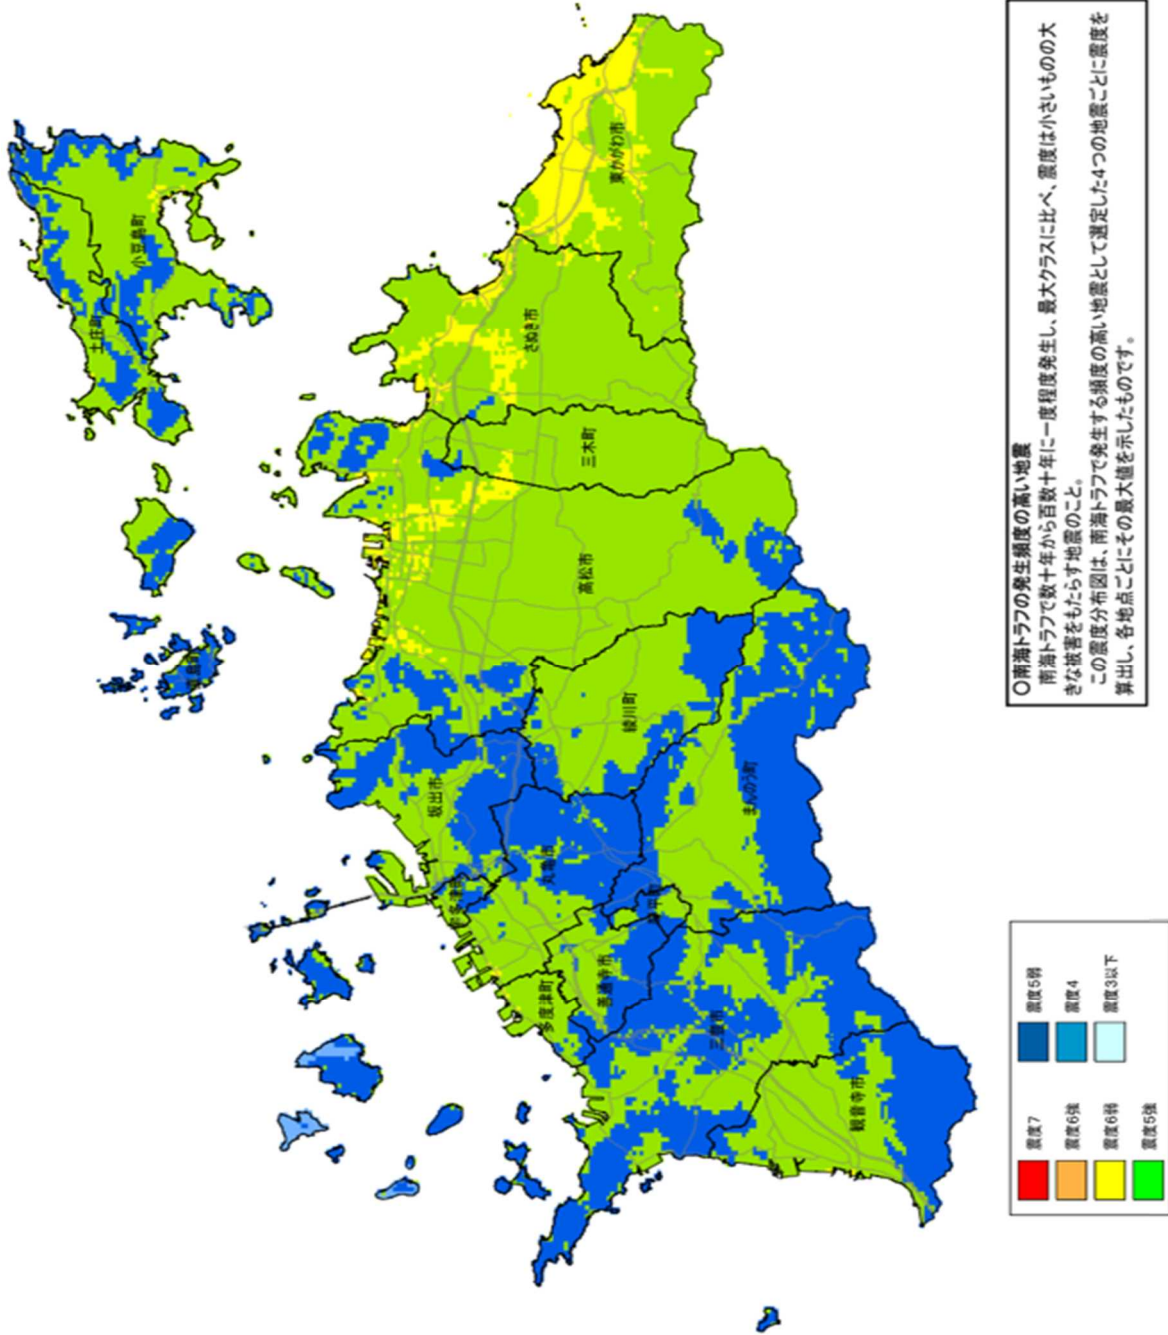 土庄町
小豆島町
直島町
東かがわ市
さぬき市
三木町
高松市
綾川町
坂出市
宇多津町
丸亀市
まんのう町
琴平町
善通寺市
多度津町
三豊市
観音寺市
〇南海トラフの発生頻度の高い地震
南海トラフで数十年から百数十年に一度程度発生し、最大クラスに比べ、震度は小さいものの大
きな被害をもたらす地震のこと。
この震度分布図は、南海トラフで発生する頻度の高い地震として選定した4つの地震ごとに震度を
算出し、各地点ごとにその最大値を示したものです。
震度7
震度6強
震度6弱
震度5強
震度5弱
震度4
震度3以下